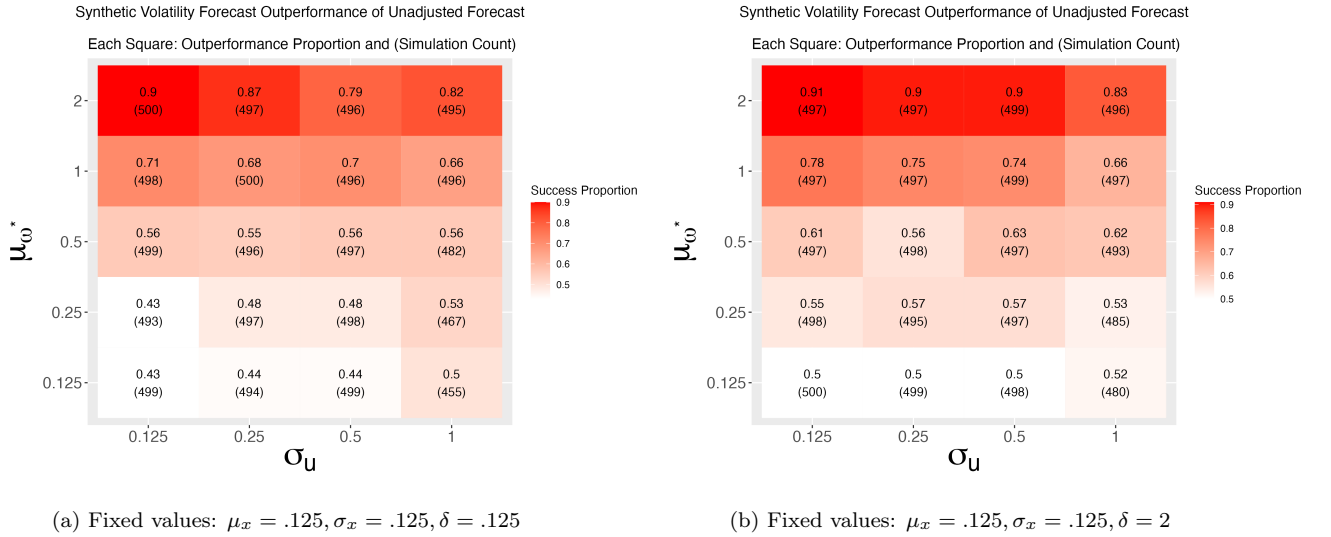 Synthetic Volatility Forecast Outperformance of Unadjusted Forecast
Each Square: Outperformance Proportion and (Simulation Count)
μω*
2
0.9 0.87 0.79 0.82
(500) (497) (496) (495)
1
0.71 0.68 0.7 0.66
(498) (500) (496) (496)
0.5
0.56 0.55 0.56 0.56
(499) (496) (497) (482)
0.25
0.43 0.48 0.48 0.53
(493) (497) (498) (467)
0.125
0.43 0.44 0.44 0.5
(499) (494) (499) (455)
0.125 0.25 0.5 1
σu
Success Proportion
0.9
0.8
0.7
0.6
0.5
(a) Fixed values: μx = .125, σx = .125, δ = .125
Synthetic Volatility Forecast Outperformance of Unadjusted Forecast
Each Square: Outperformance Proportion and (Simulation Count)
μω*
2
0.91 0.9 0.9 0.83
(497) (497) (499) (496)
1
0.78 0.75 0.74 0.66
(497) (497) (499) (497)
0.5
0.61 0.56 0.63 0.62
(497) (498) (497) (493)
0.25
0.55 0.57 0.57 0.53
(498) (495) (497) (485)
0.125
0.5 0.5 0.5 0.52
(500) (499) (498) (480)
0.125 0.25 0.5 1
σu
Success Proportion
0.9
0.8
0.7
0.6
0.5
(b) Fixed values: μx = .125, σx = .125, δ = 2